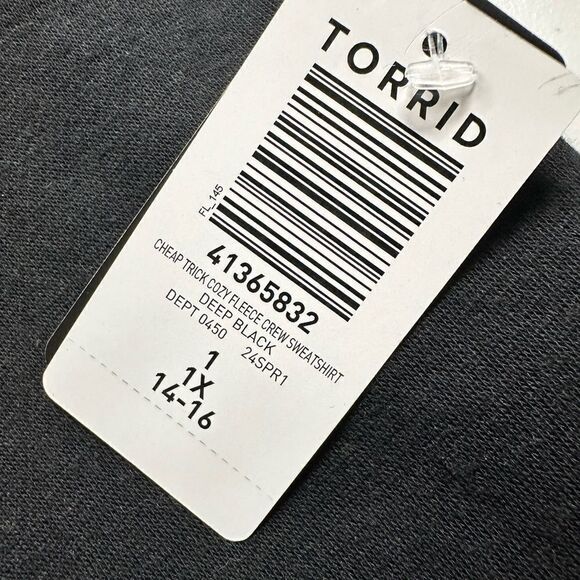 TORRID
FL_145
41365832
CHEAP TRICK COZY FLEECE CREW SWEATSHIRT
DEEP BLACK
DEPT 0450 24SPR1
1
1X
14-16